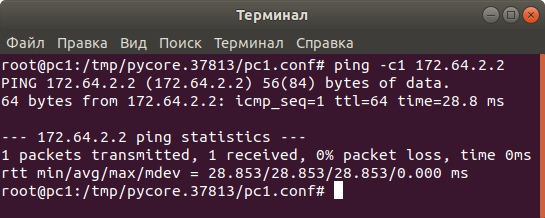 Терминал
Файл Правка Вид Поиск Терминал Справка
root@pc1:/tmp/pycore.37813/pc1.conf# ping -c1 172.64.2.2
PING 172.64.2.2 (172.64.2.2) 56(84) bytes of data.
64 bytes from 172.64.2.2: icmp_seq=1 ttl=64 time=28.8 ms
--- 172.64.2.2 ping statistics ---
1 packets transmitted, 1 received, 0% packet loss, time 0ms
rtt min/avg/max/mdev = 28.853/28.853/28.853/0.000 ms
root@pc1:/tmp/pycore.37813/pc1.conf#